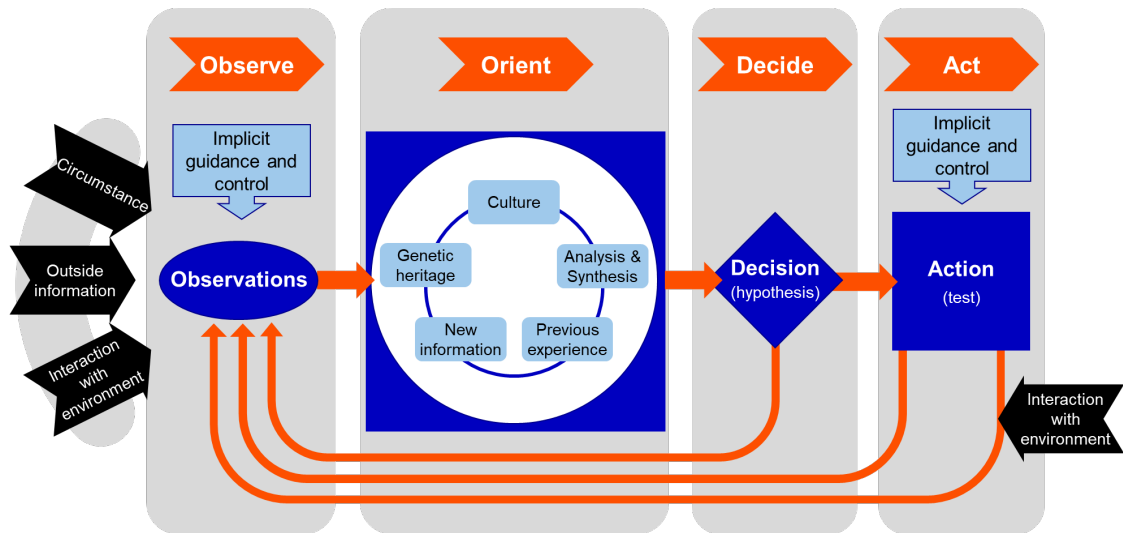 Observe
Orient
Decide
Act
Implicit
guidance and
control
Implicit
guidance and
control
Circumstance
Outside
information
Interaction
with
environment
Observations
Culture
Genetic
heritage
Analysis &
Synthesis
New
information
Previous
experience
Decision
(hypothesis)
Action
(test)
Interaction
with
environment